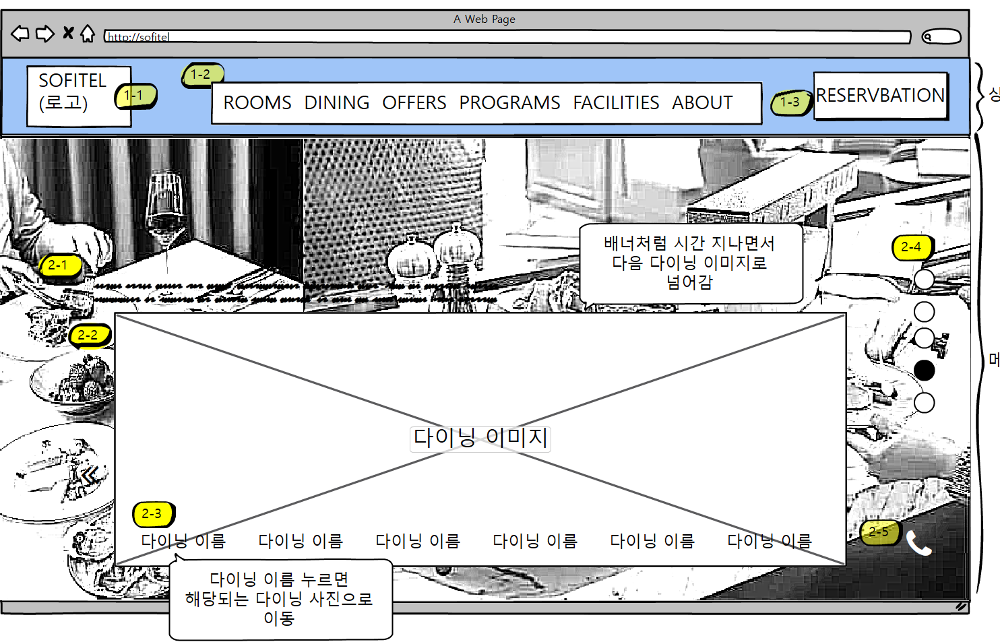 A Web Page
http://sofitel
SOFITEL
(로고)
1-1
1-2
ROOMS DINING OFFERS PROGRAMS FACILITIES ABOUT
1-3
RESERVBATION
2-1
배너처럼 시간 지나면서
다음 다이닝 이미지로
넘어감
2-4
2-2
다이닝 이미지
2-3
다이닝 이름 다이닝 이름 다이닝 이름 다이닝 이름 다이닝 이름 다이닝 이름
2-5
다이닝 이름 누르면
해당되는 다이닝 사진으로
이동